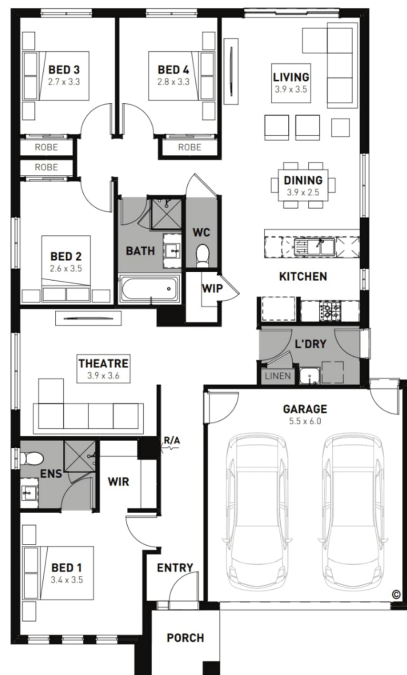 BED 3
2.7 x 3.3
BED 4
2.8 x 3.3
LIVING
3.9 x 3.5
ROBE
ROBE
ROBE
DINING
3.9 x 2.5
BED 2
2.6 x 3.5
BATH
WC
WIP
KITCHEN
THEATRE
3.9 x 3.6
L'DRY
LINEN
GARAGE
5.5 x 6.0
R/A
ENS
WIR
BED 1
3.4 x 3.5
ENTRY
PORCH
©